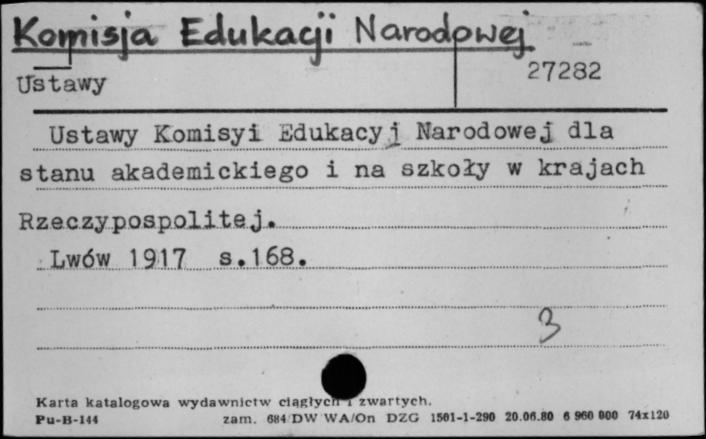 Komisja Edukacji Narodowej
Ustawy 27282
Ustawy Komisyi Edukacyj Narodowej dla
stanu akademickiego i na szkoły w krajach
Rzeczypospolitej.
Lwów 1917 s.168.
3
Karta katalogowa wydawnictw ciągłych i zwartych.
Pu-B-144 zam. 684/DW WA/On DZG 1501-1-290 20.06.80 6 960 000 74x120